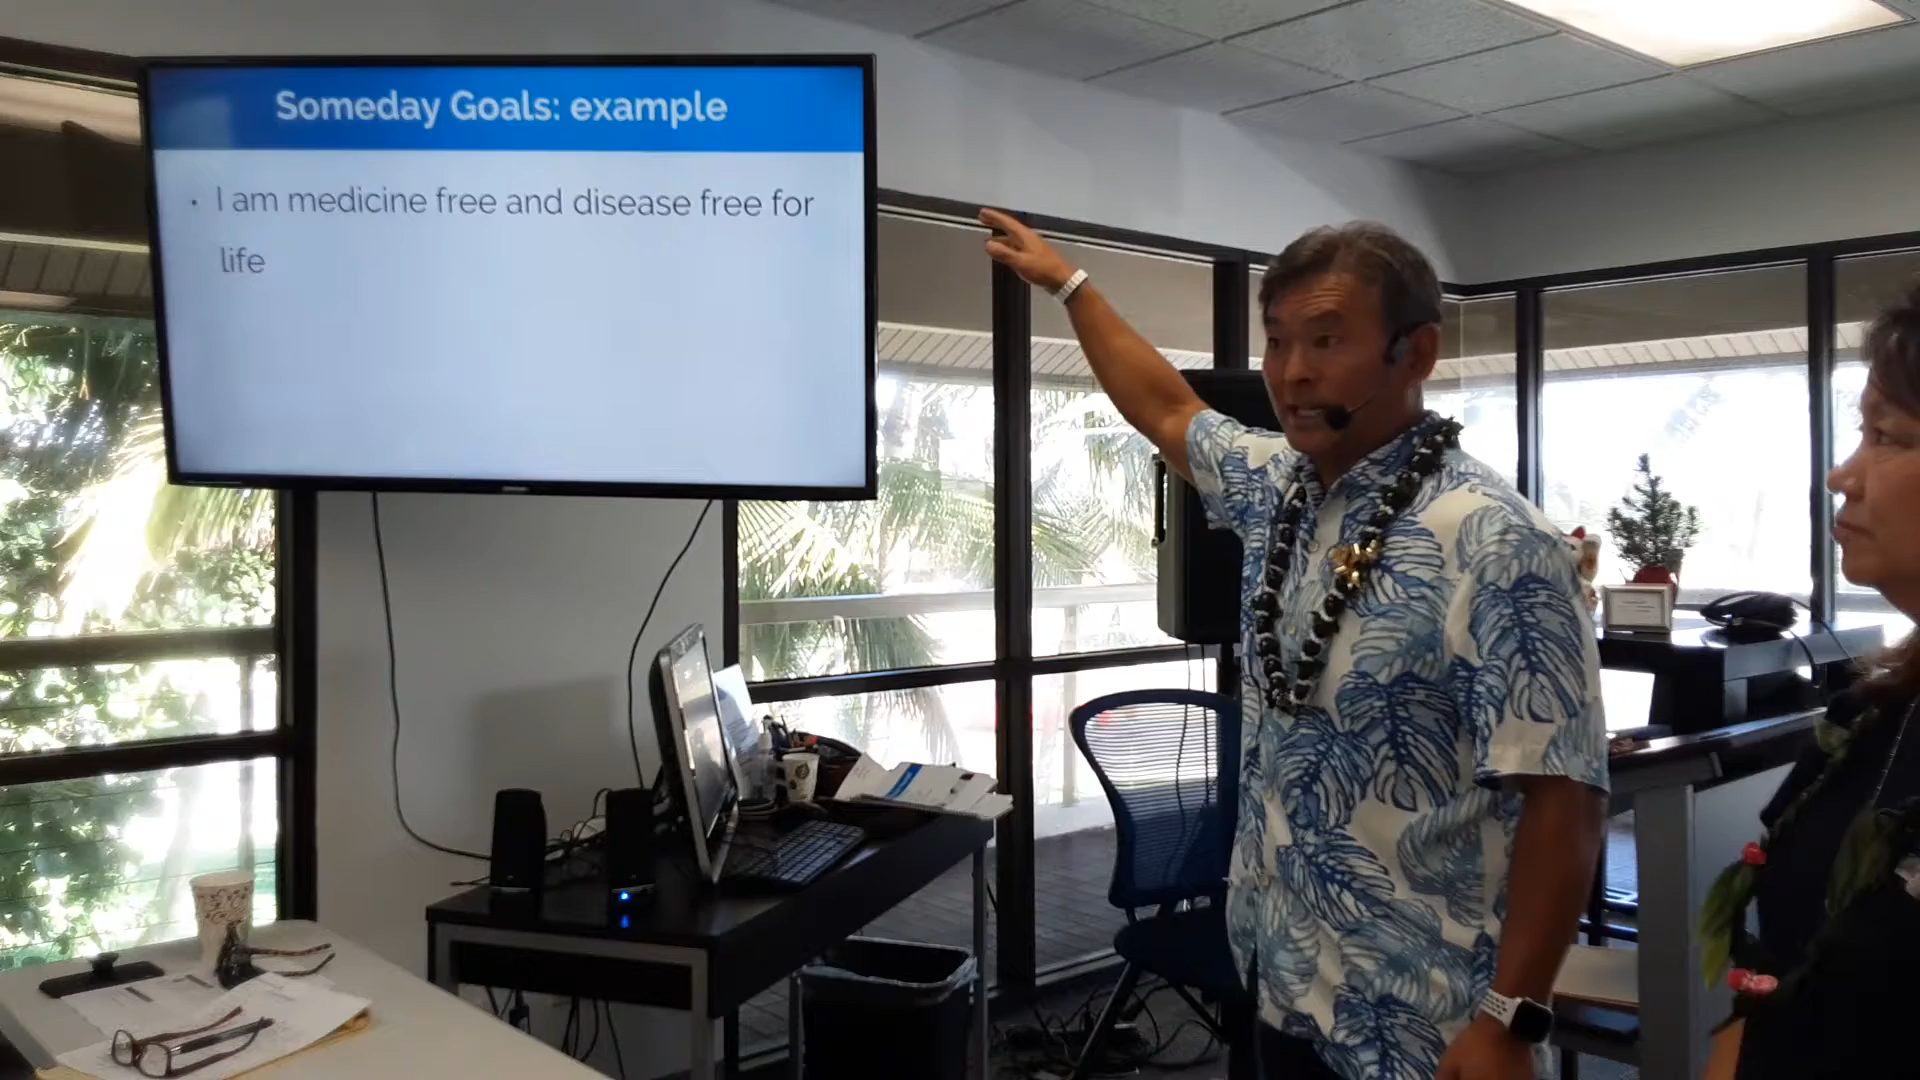 Someday Goals: example
• I am medicine free and disease free for
life